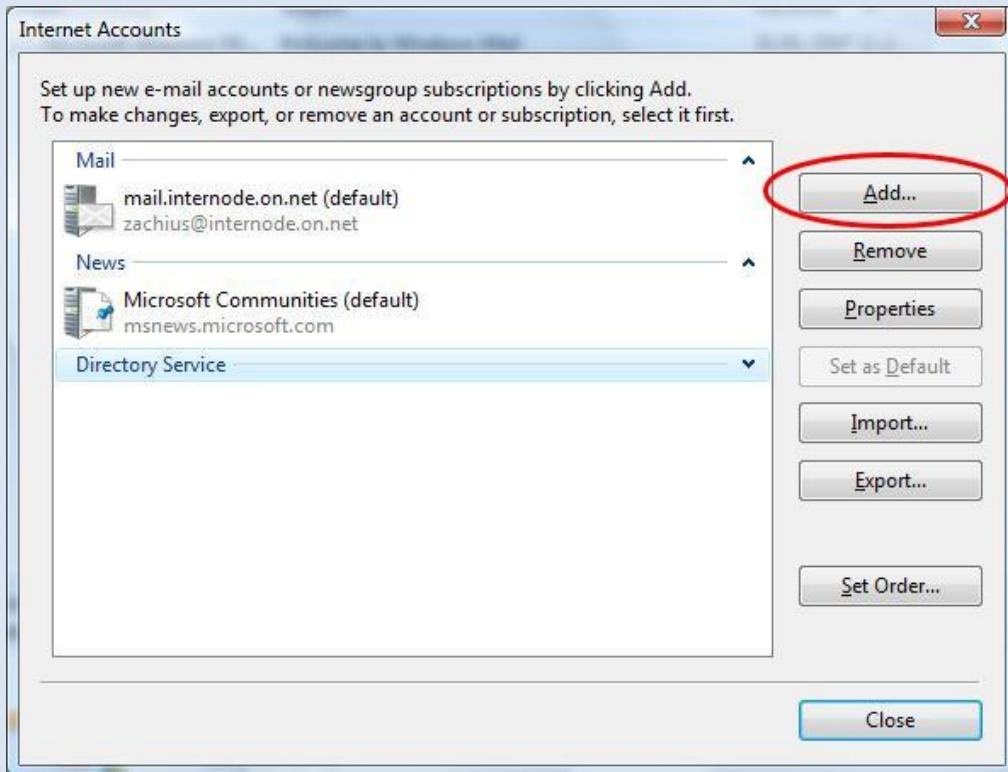 Internet Accounts
Set up new e-mail accounts or newsgroup subscriptions by clicking Add.
To make changes, export, or remove an account or subscription, select it first.
Mail
mail.internode.on.net (default)
zachius@internode.on.net
News
Microsoft Communities (default)
msnews.microsoft.com
Directory Service
Add...
Remove
Properties
Set as Default
Import...
Export...
Set Order...
Close